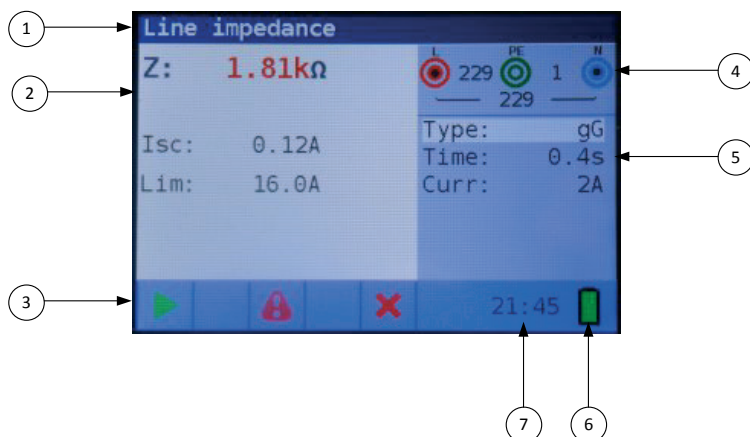 1
Line impedance
Z: 1.81kΩ
L PE N
229 1
229
4
2
Isc: 0.12A
Lim: 16.0A
Type: gG
Time: 0.4s
Curr: 2A
5
3
21:45
7
6